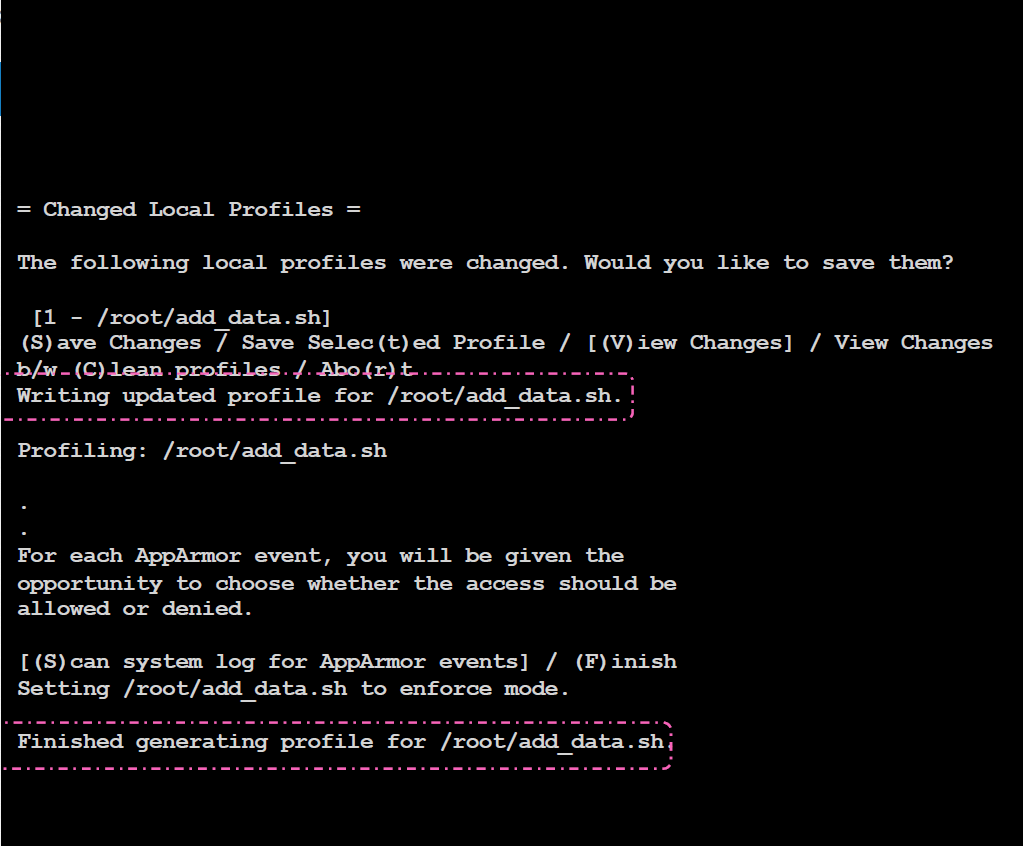 = Changed Local Profiles =
The following local profiles were changed. Would you like to save them?
[1 - /root/add_data.sh]
(S)ave Changes / Save Selec(t)ed Profile / [(V)iew Changes] / View Changes
b/w (C)lean profiles / Abo(r)t
Writing updated profile for /root/add_data.sh.
Profiling: /root/add_data.sh
.
.
For each AppArmor event, you will be given the
opportunity to choose whether the access should be
allowed or denied.
[(S)can system log for AppArmor events] / (F)inish
Setting /root/add_data.sh to enforce mode.
Finished generating profile for /root/add_data.sh.